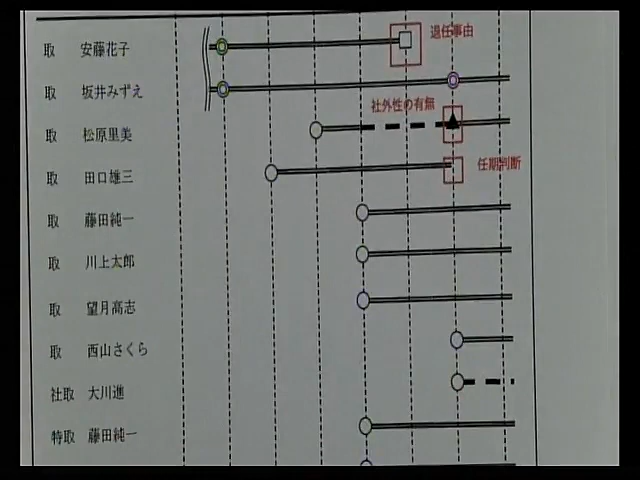 取 安藤花子 退任事由
取 坂井みずえ
社外性の有無
取 松原里美
取 田口雄三 任期判断
取 藤田純一
取 川上太郎
取 望月高志
取 西山さくら
社取 大川進
特取 藤田純一